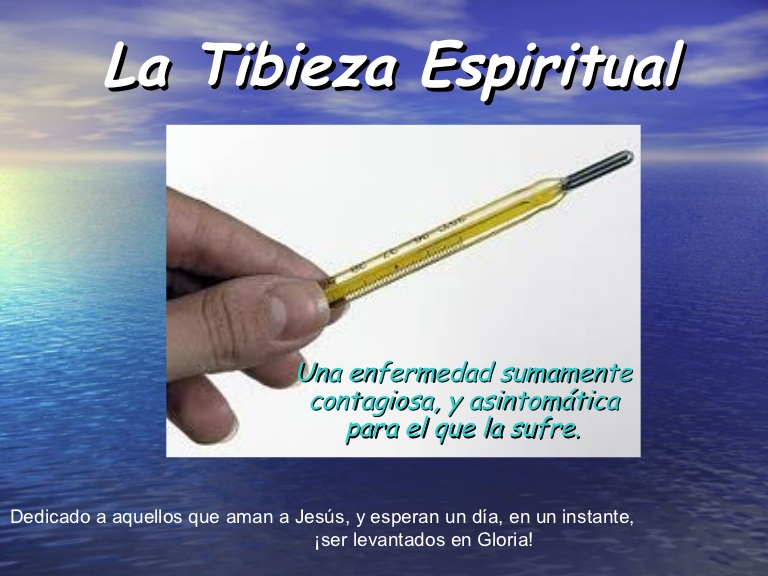 La Tibieza Espiritual
Una enfermedad sumamente
contagiosa, y asintomática
para el que la sufre.
Dedicado a aquellos que aman a Jesús, y esperan un día, en un instante,
¡ser levantados en Gloria!